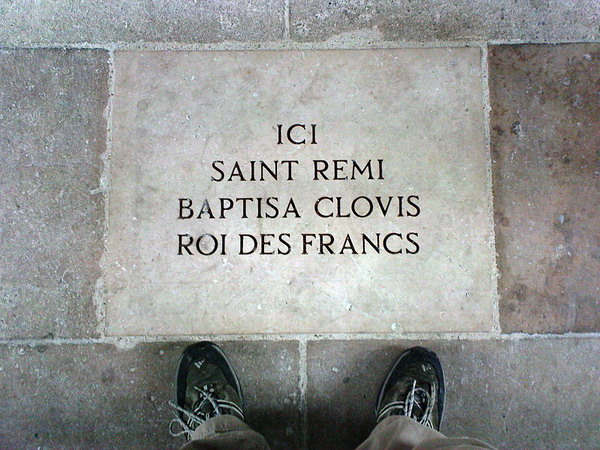 ICI
SAINT REMI
BAPTISA CLOVIS
ROI DES FRANCS